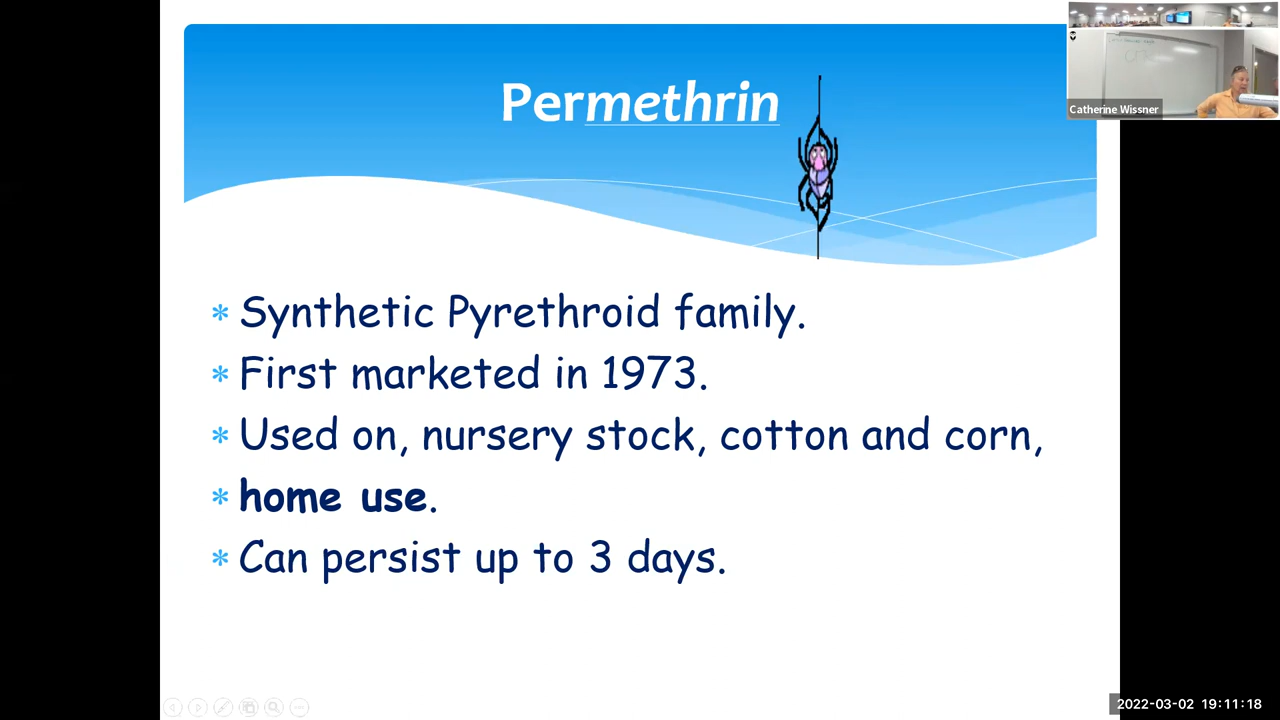 Permethrin
Catherine Wissner
* Synthetic Pyrethroid family.
* First marketed in 1973.
* Used on, nursery stock, cotton and corn,
* home use.
* Can persist up to 3 days.
2022-03-02 19:11:18